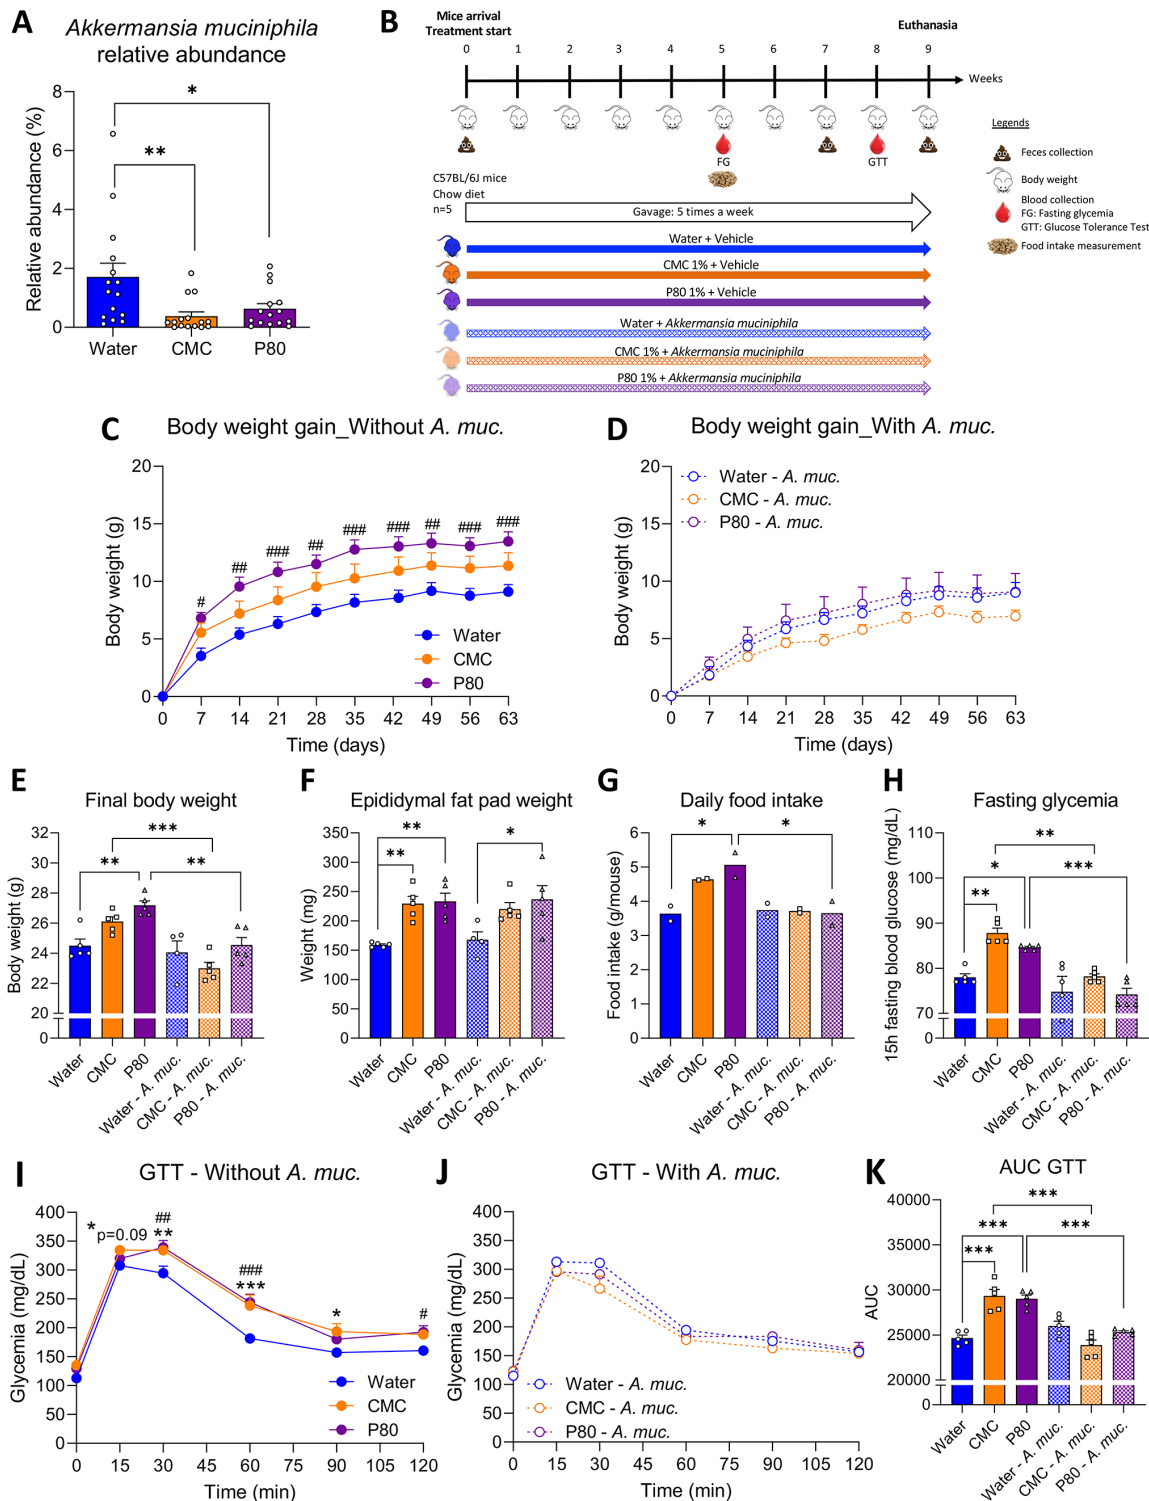 A
Akkermansia muciniphila
relative abundance
Relative abundance (%)
8
6
4
2
0
*
**
Water
CMC
P80
B
Mice arrival
Treatment start
Euthanasia
0
1
2
3
4
5
6
7
8
9
Weeks
FG
GTT
C57BL/6J mice
Chow diet
n=5
Gavage: 5 times a week
Water + Vehicle
CMC 1% + Vehicle
P80 1% + Vehicle
Water + Akkermansia muciniphila
CMC 1% + Akkermansia muciniphila
P80 1% + Akkermansia muciniphila
Legends
Feces collection
Body weight
Blood collection
FG: Fasting glycemia
GTT: Glucose Tolerance Test
Food intake measurement
C
Body weight gain_Without A. muc.
Body weight (g)
20
15
10
5
0
#
##
###
##
###
###
##
###
###
Water
CMC
P80
0
7
14
21
28
35
42
49
56
63
Time (days)
D
Body weight gain_With A. muc.
Body weight (g)
20
15
10
5
0
Water - A. muc.
CMC - A. muc.
P80 - A. muc.
0
7
14
21
28
35
42
49
56
63
Time (days)
E
Final body weight
Body weight (g)
32
30
28
26
24
22
20
0
***
**
**
Water
CMC
P80
Water - A. muc.
CMC - A. muc.
P80 - A. muc.
F
Epididymal fat pad weight
Weight (mg)
350
300
250
200
150
100
50
0
**
**
*
Water
CMC
P80
Water - A. muc.
CMC - A. muc.
P80 - A. muc.
G
Daily food intake
Food intake (g/mouse)
6
5
4
3
2
1
0
*
*
Water
CMC
P80
Water - A. muc.
CMC - A. muc.
P80 - A. muc.
H
Fasting glycemia
15h fasting blood glucose (mg/dL)
110
100
90
80
70
0
**
*
***
**
Water
CMC
P80
Water - A. muc.
CMC - A. muc.
P80 - A. muc.
I
GTT - Without A. muc.
Glycemia (mg/dL)
400
350
300
250
200
150
100
50
0
*
p=0.09
##
**
###
***
*
#
Water
CMC
P80
0
15
30
45
60
75
90
105
120
Time (min)
J
GTT - With A. muc.
Glycemia (mg/dL)
400
350
300
250
200
150
100
50
0
Water - A. muc.
CMC - A. muc.
P80 - A. muc.
0
15
30
45
60
75
90
105
120
Time (min)
K
AUC GTT
AUC
40000
35000
30000
25000
20000
0
***
***
***
***
Water
CMC
P80
Water - A. muc.
CMC - A. muc.
P80 - A. muc.